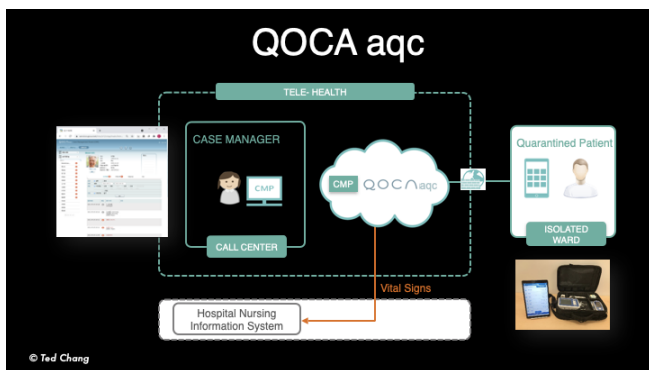 QOCA aqc
TELE- HEALTH
CASE MANAGER
CMP
CALL CENTER
CMP QOCA aqc
Quarantined Patient
ISOLATED
WARD
Vital Signs
Hospital Nursing
Information System
© Ted Chang